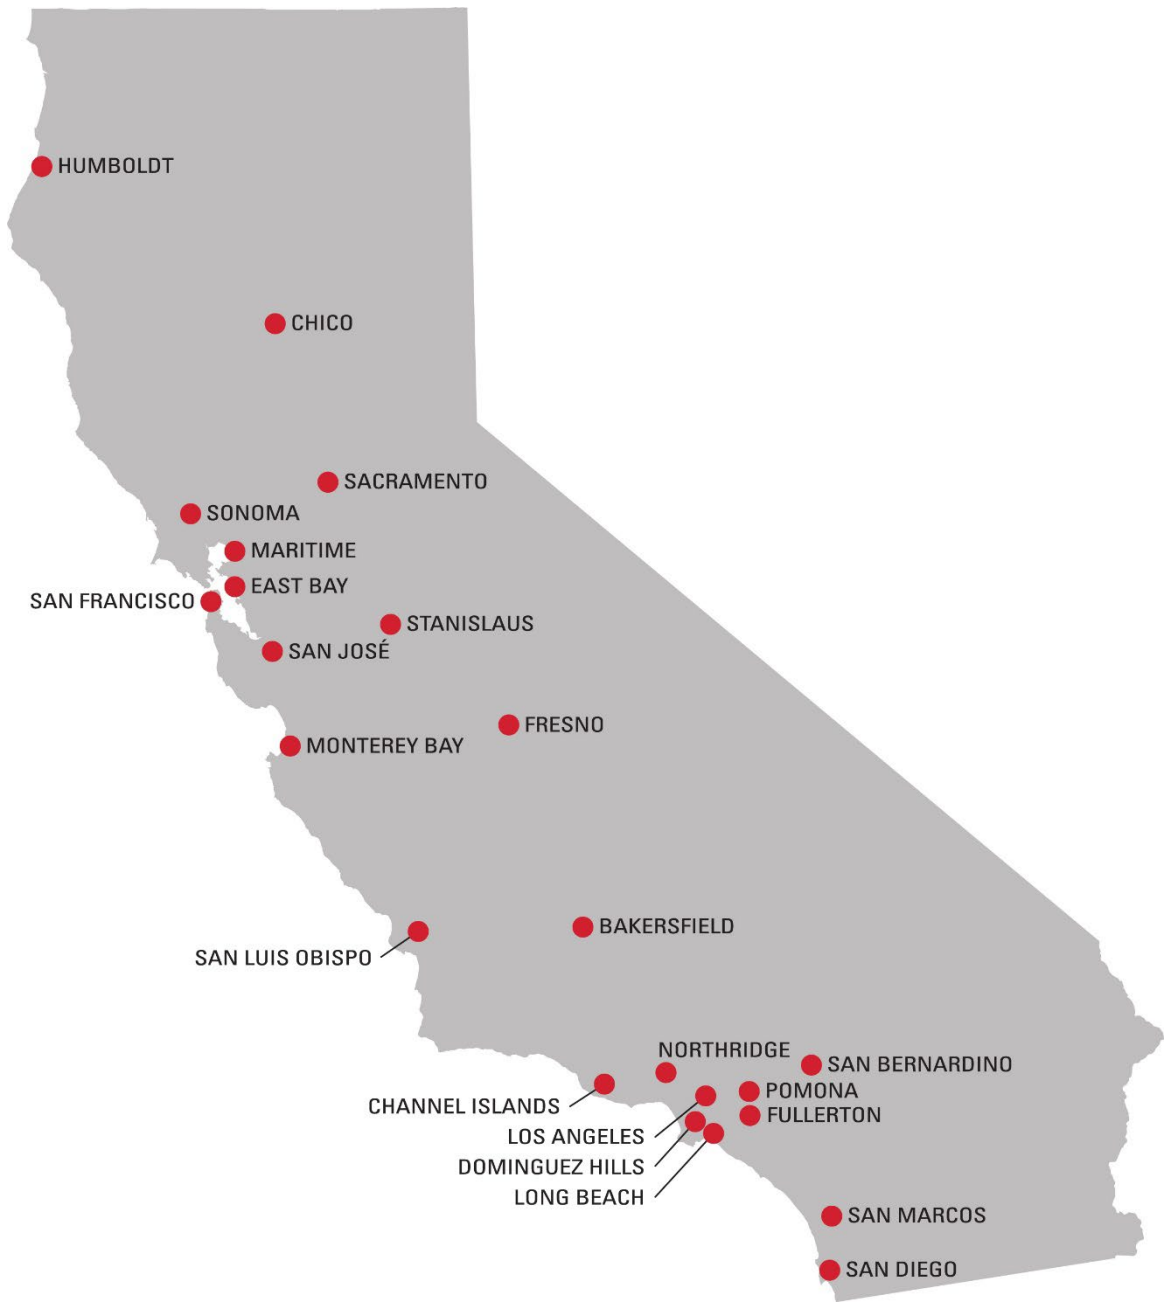 HUMBOLDT
CHICO
SACRAMENTO
SONOMA
MARITIME
EAST BAY
SAN FRANCISCO
STANISLAUS
SAN JOSÉ
FRESNO
MONTEREY BAY
BAKERSFIELD
SAN LUIS OBISPO
NORTHRIDGE
SAN BERNARDINO
POMONA
CHANNEL ISLANDS
FULLERTON
LOS ANGELES
DOMINGUEZ HILLS
LONG BEACH
SAN MARCOS
SAN DIEGO